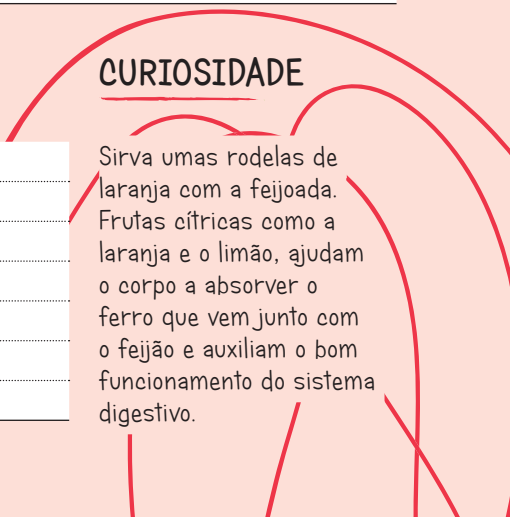 CURIOSIDADE
Sirva umas rodelas de
laranja com a feijoada.
Frutas cítricas como a
laranja e o limão, ajudam
o corpo a absorver o
ferro que vem junto com
o feijão e auxiliam o bom
funcionamento do sistema
digestivo.